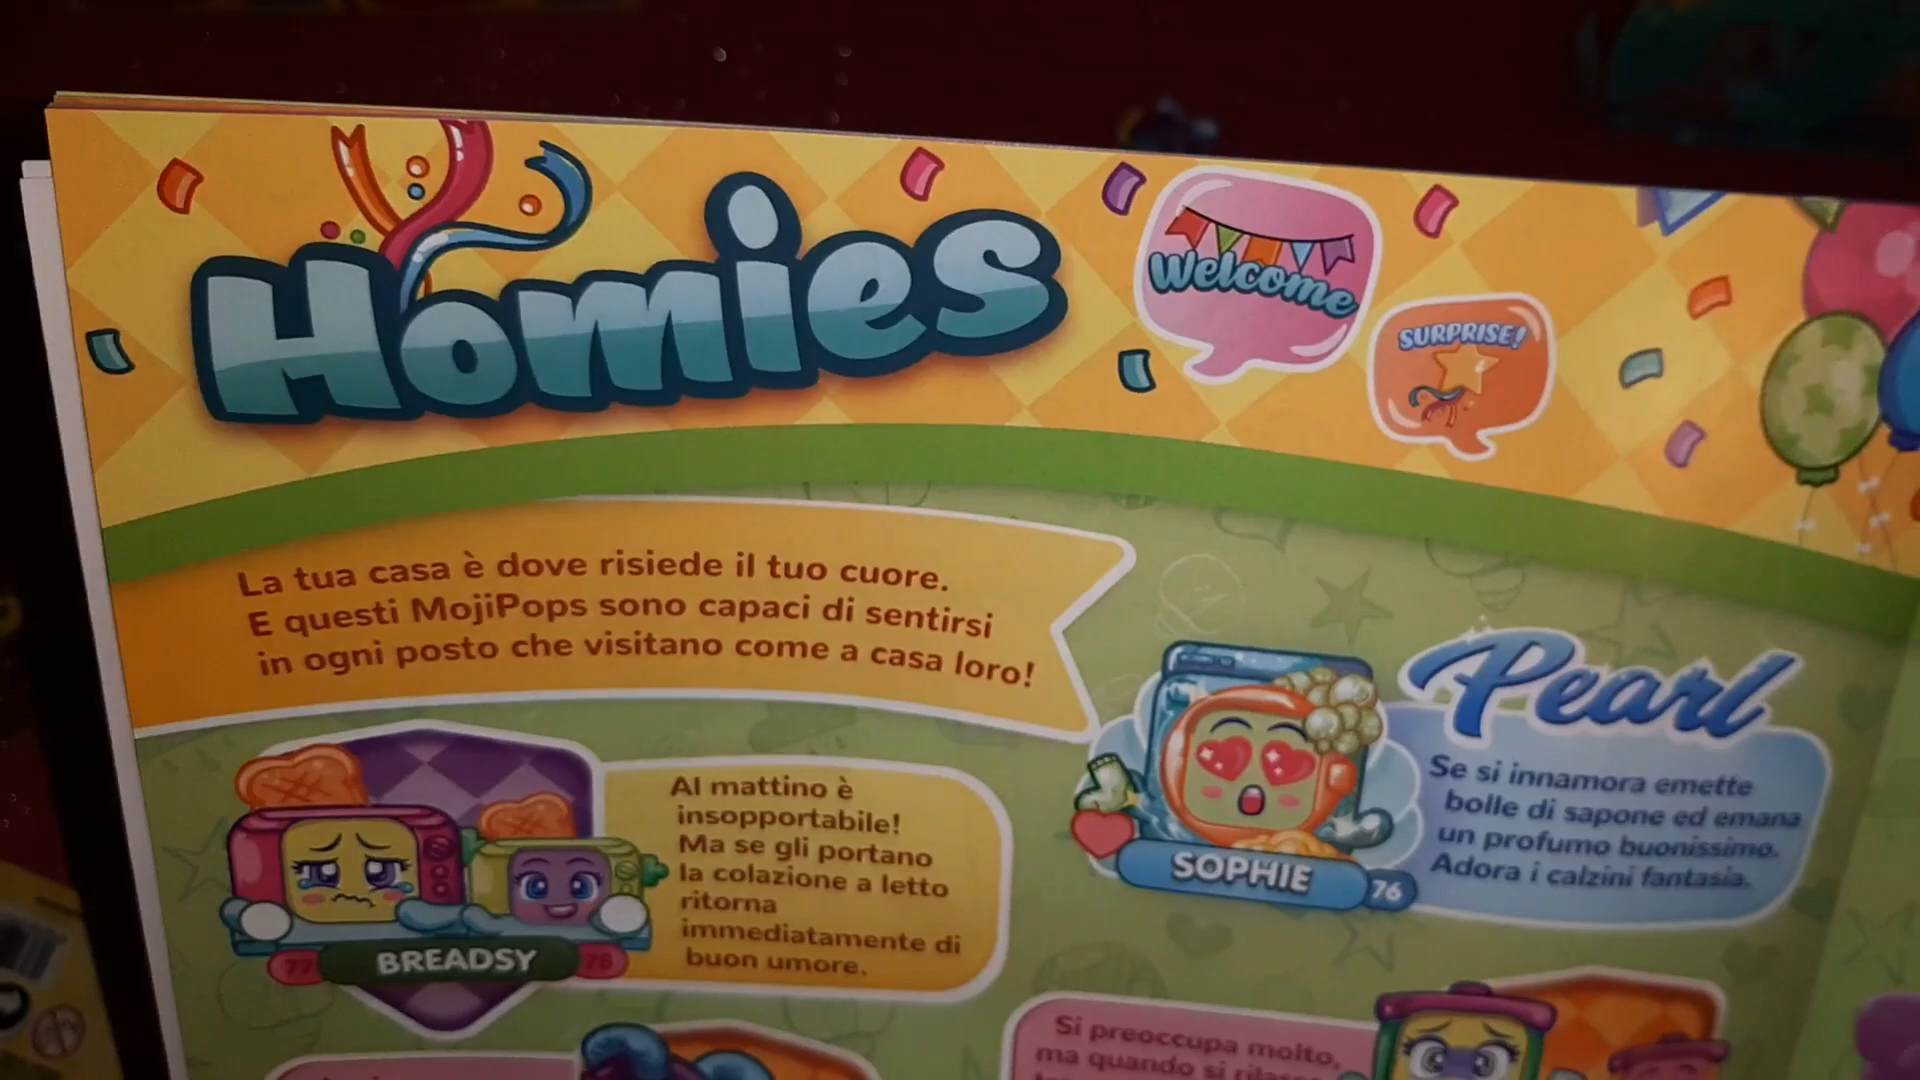 Homies
Welcome
SURPRISE!
La tua casa è dove risiede il tuo cuore.
E questi MojiPops sono capaci di sentirsi
in ogni posto che visitano come a casa loro!
Pearl
Se si innamora emette
bolle di sapone ed emana
un profumo buonissimo.
Adora i calzini fantasia.
SOPHIE
76
Al mattino è
insopportabile!
Ma se gli portano
la colazione a letto
ritorna
immediatamente di
buon umore.
77
BREADSY
78
Si preoccupa molto,
ma quando si